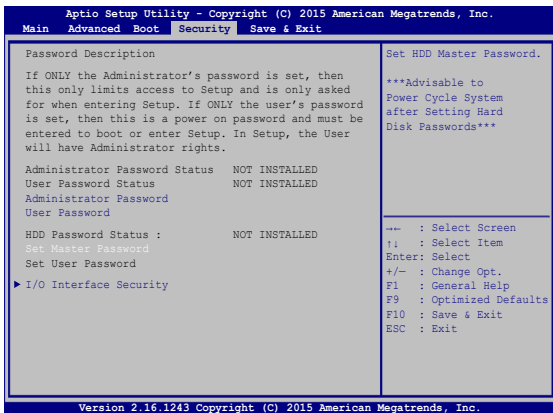 Aptio Setup Utility - Copyright (C) 2015 American Megatrends, Inc.
Main Advanced Boot Security Save & Exit
Password Description
If ONLY the Administrator's password is set, then
this only limits access to Setup and is only asked
for when entering Setup. If ONLY the user's password
is set, then this is a power on password and must be
entered to boot or enter Setup. In Setup, the User
will have Administrator rights.
Administrator Password Status NOT INSTALLED
User Password Status NOT INSTALLED
Administrator Password
User Password
HDD Password Status : NOT INSTALLED
Set Master Password
Set User Password
▶ I/O Interface Security
Set HDD Master Password.
***Advisable to
Power Cycle System
after Setting Hard
Disk Passwords***
→← : Select Screen
↑↓ : Select Item
Enter: Select
+/— : Change Opt.
F1 : General Help
F9 : Optimized Defaults
F10 : Save & Exit
ESC : Exit
Version 2.16.1243 Copyright (C) 2015 American Megatrends, Inc.